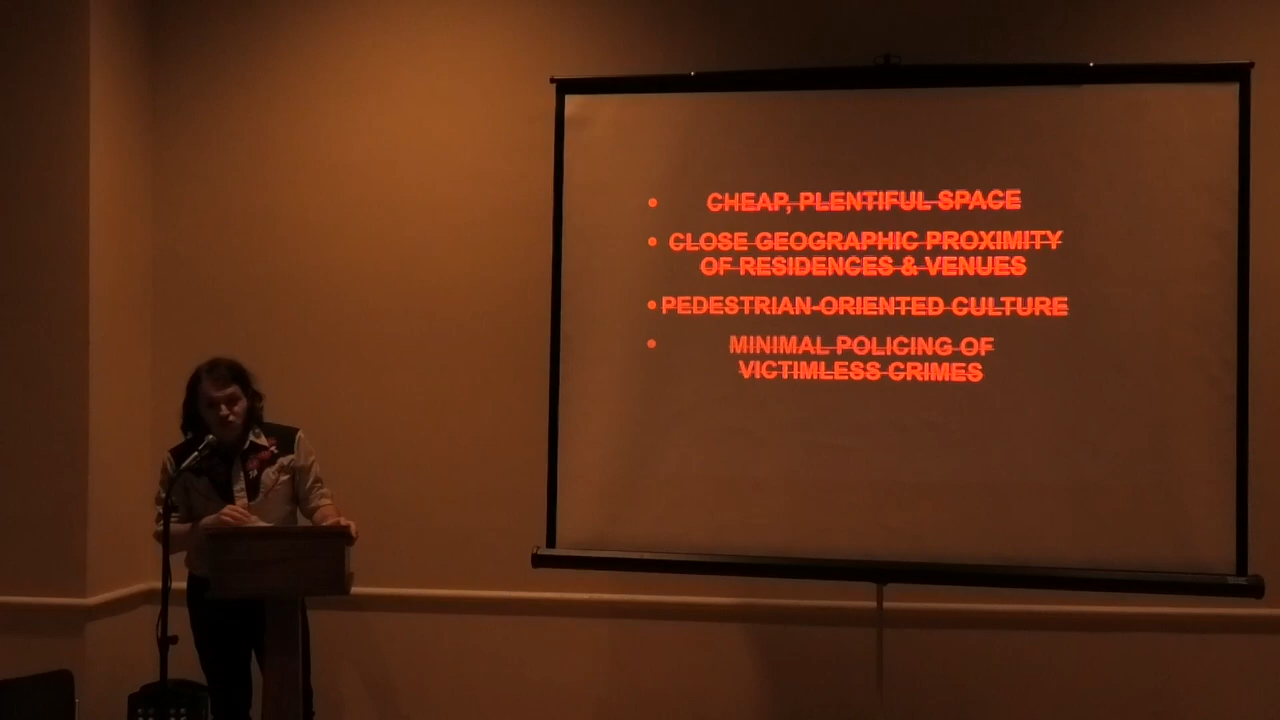 • CHEAP, PLENTIFUL SPACE
• CLOSE GEOGRAPHIC PROXIMITY
OF RESIDENCES & VENUES
• PEDESTRIAN-ORIENTED CULTURE
• MINIMAL POLICING OF
VICTIMLESS CRIMES